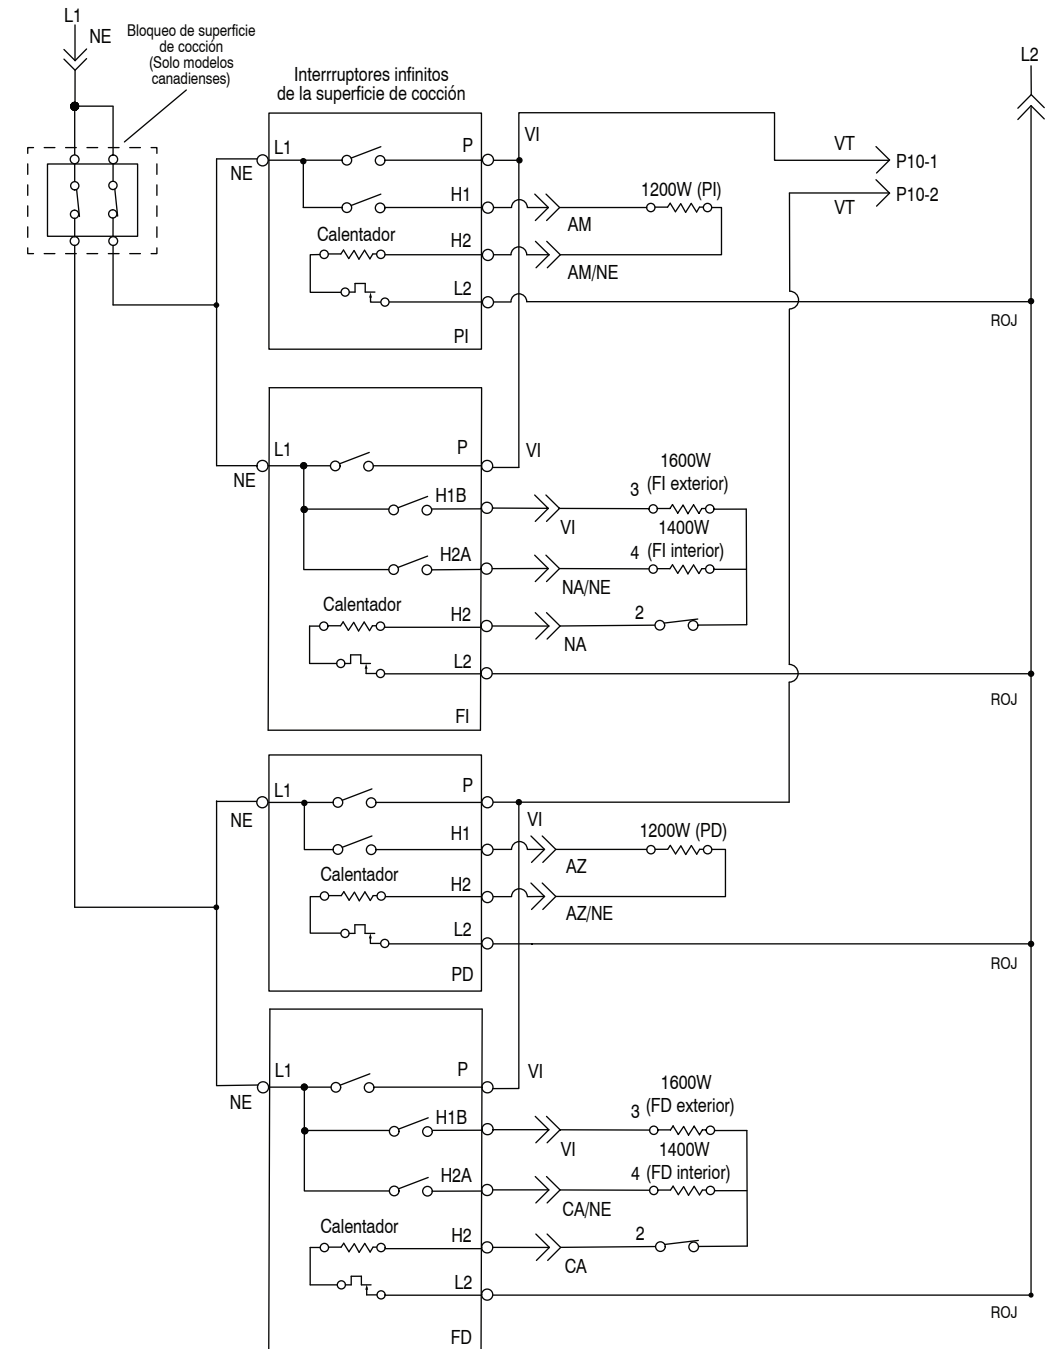 L1
NE
Bloqueo de superficie
de cocción
(Solo modelos
canadienses)
L2
Interrruptores infinitos
de la superficie de cocción
L1
P
VI
VT
P10-1
NE
H1
1200W (PI)
P10-2
AM
VT
Calentador
H2
AM/NE
L2
PI
ROJ
L1
P
VI
NE
1600W
3 (FI exterior)
H1B
VI
1400W
H2A
4 (FI interior)
NA/NE
Calentador
H2
2
NA
L2
FI
ROJ
L1
P
NE
VI
H1
1200W (PD)
AZ
Calentador
H2
AZ/NE
L2
ROJ
PD
L1
P
VI
NE
1600W
3 (FD exterior)
H1B
VI
1400W
H2A
4 (FD interior)
CA/NE
Calentador
H2
2
CA
L2
ROJ
FD